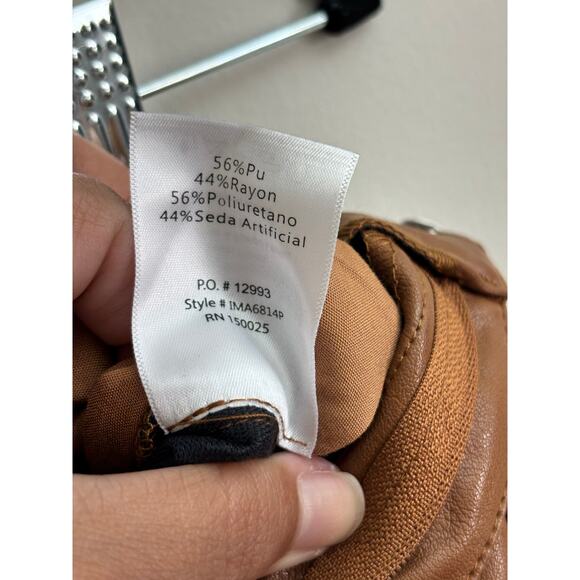 56%Pu
44%Rayon
56%Poliuretano
44%Seda Artificial
P.O. # 12993
Style # IMA6814P
RN 150025